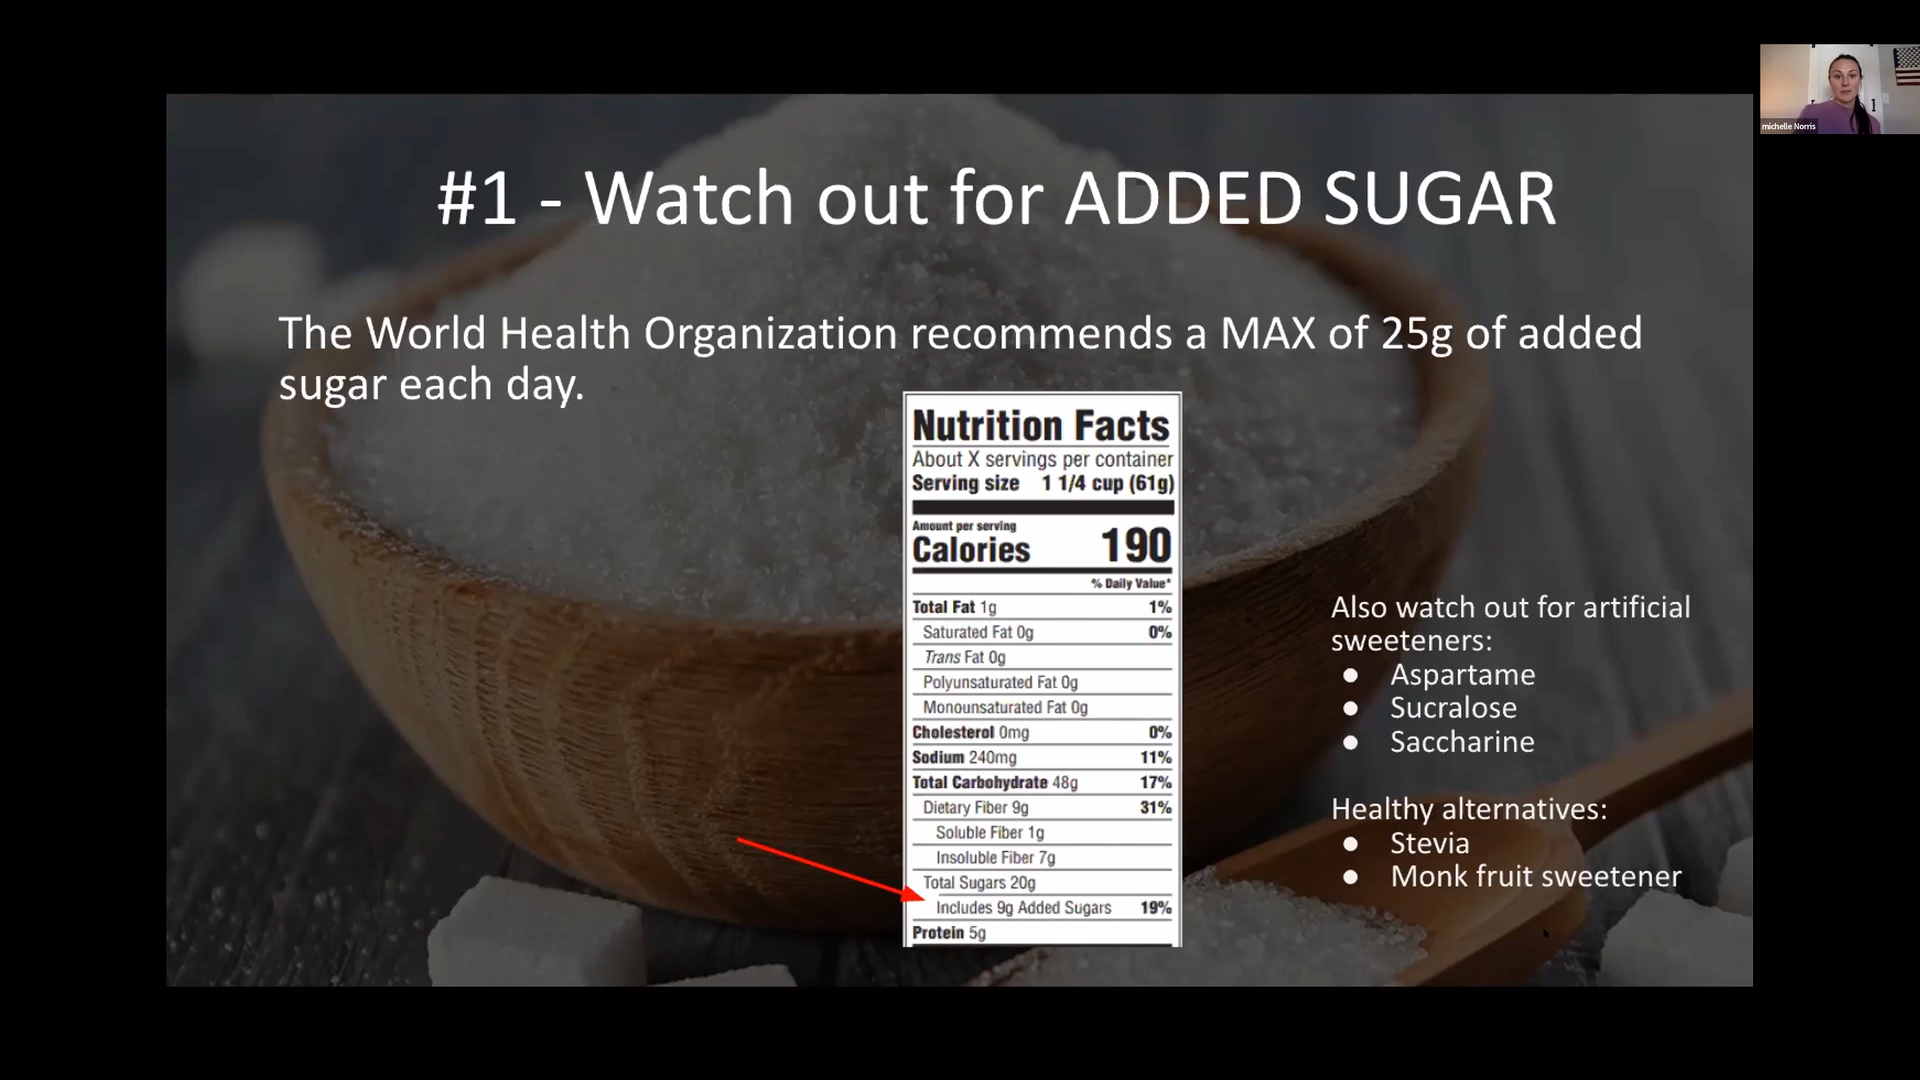 #1 - Watch out for ADDED SUGAR
The World Health Organization recommends a MAX of 25g of added
sugar each day.
Nutrition Facts
About X servings per container
Serving size 1 1/4 cup (61g)
Amount per serving
Calories 190
% Daily Value*
Total Fat 1g 1%
Saturated Fat 0g 0%
Trans Fat 0g
Polyunsaturated Fat 0g
Monounsaturated Fat 0g
Cholesterol 0mg 0%
Sodium 240mg 11%
Total Carbohydrate 48g 17%
Dietary Fiber 9g 31%
Soluble Fiber 1g
Insoluble Fiber 7g
Total Sugars 20g
Includes 9g Added Sugars 19%
Protein 5g
Also watch out for artificial
sweeteners:
● Aspartame
● Sucralose
● Saccharine
Healthy alternatives:
● Stevia
● Monk fruit sweetener
michelle Norris